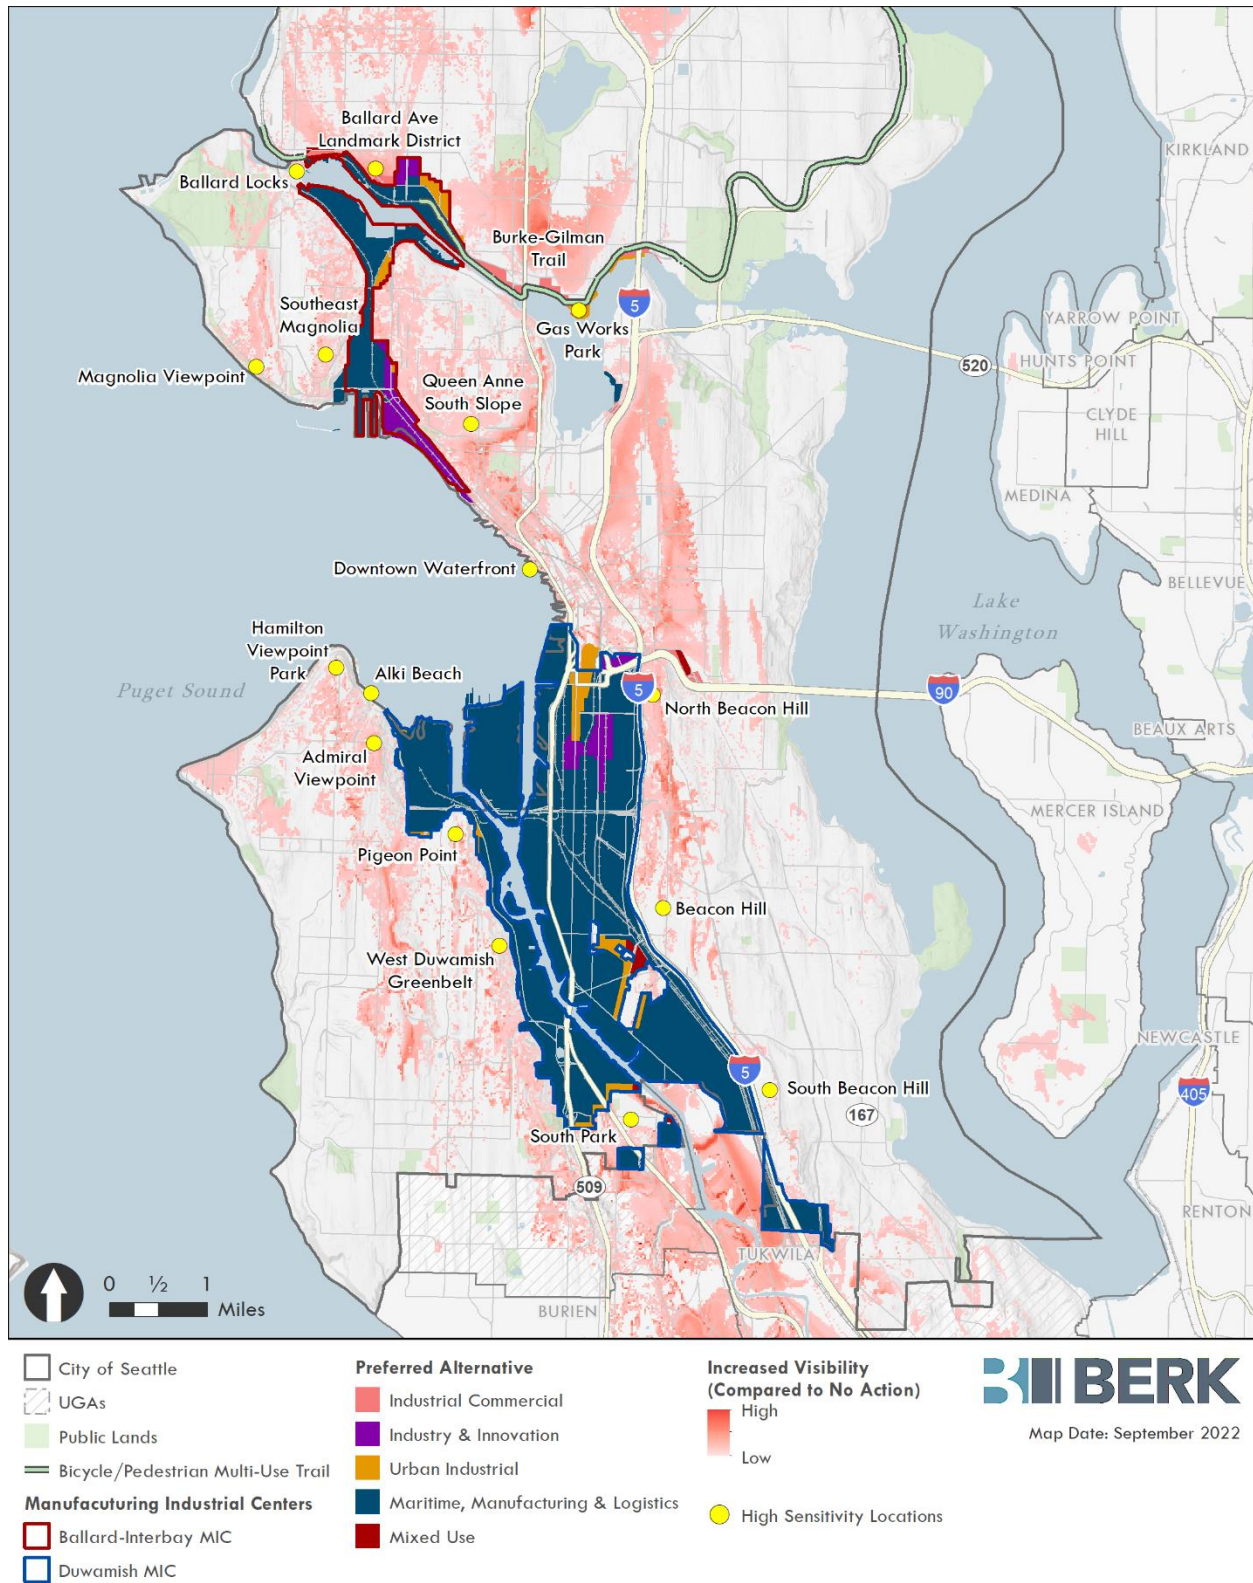 KIRKLAND
Ballard Ave
Landmark District
Ballard Locks
Burke-Gilman
Trail
Southeast
Magnolia
Gas Works
Park
5
YARROW POINT
HUNTS POINT
520
Magnolia Viewpoint
Queen Anne
South Slope
CLYDE
HILL
MEDINA
Downtown Waterfront
BELLEVUE
Lake
Washington
Hamilton
Viewpoint
Park
Alki Beach
Puget Sound
5
North Beacon Hill
90
BEAUX ARTS
Admiral
Viewpoint
MERCER ISLAND
Pigeon Point
Beacon Hill
West Duwamish
Greenbelt
NEWCASTLE
5
South Beacon Hill
405
167
South Park
509
RENTON
TUKWILA
BURIEN
0 ½ 1
Miles
City of Seattle
UGAs
Public Lands
Bicycle/Pedestrian Multi-Use Trail
Manufacuturing Industrial Centers
Ballard-Interbay MIC
Duwamish MIC
Preferred Alternative
Industrial Commercial
Industry & Innovation
Urban Industrial
Maritime, Manufacturing & Logistics
Mixed Use
Increased Visibility
(Compared to No Action)
High
Low
High Sensitivity Locations
BERK
Map Date: September 2022